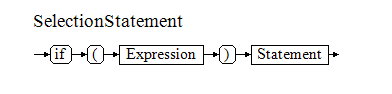 SelectionStatement
if ( Expression ) Statement